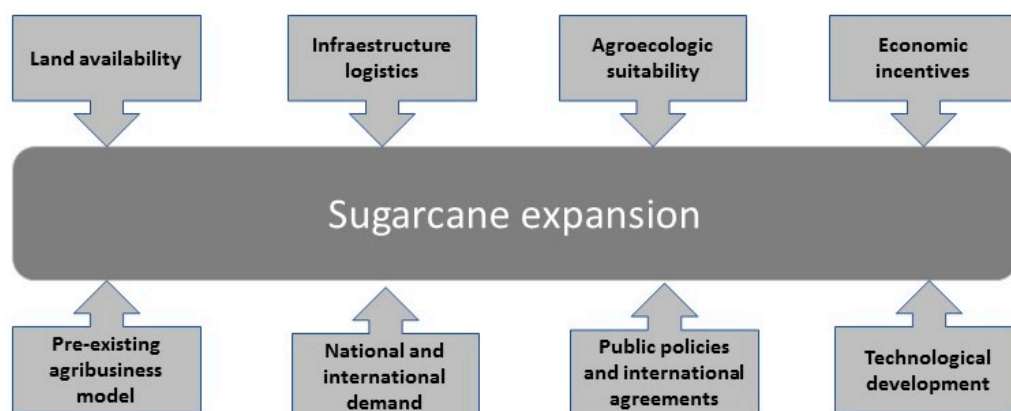 Land availability
Infraestructure
logistics
Agroecologic
suitability
Economic
incentives
Sugarcane expansion
Pre-existing
agribusiness
model
National and
international
demand
Public policies
and international
agreements
Technological
development